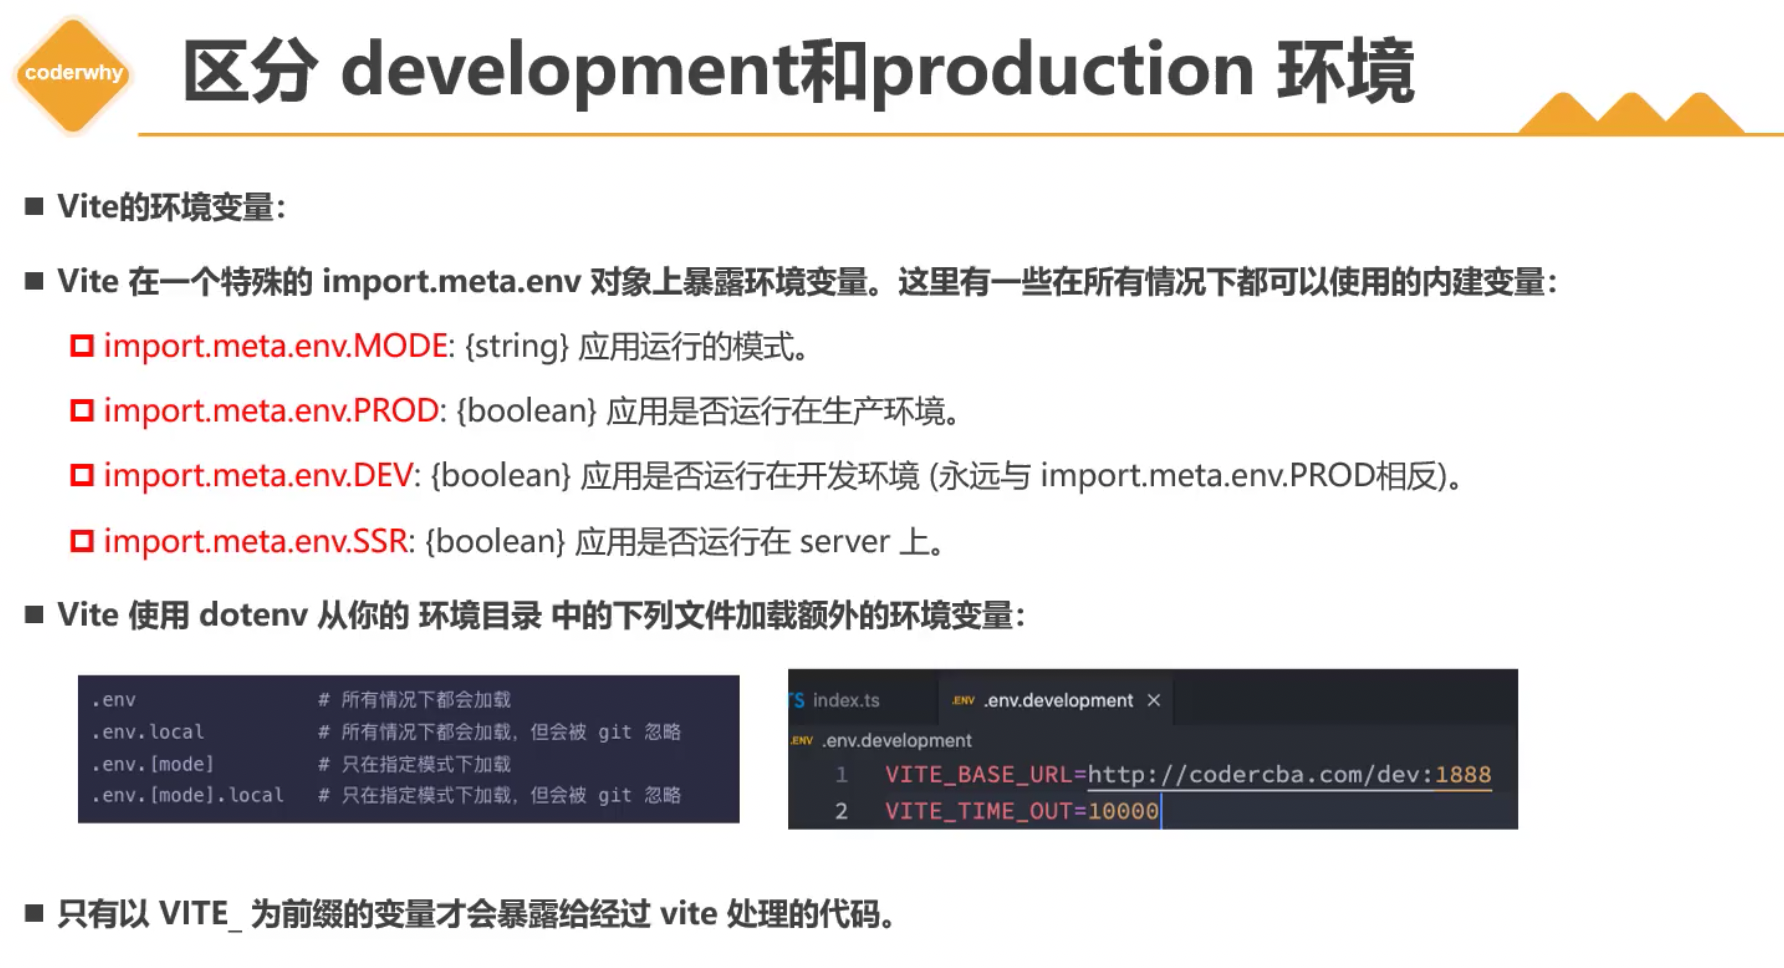 coderwhy
区分 development和production 环境
Vite的环境变量：
Vite 在一个特殊的 import.meta.env 对象上暴露环境变量。这里有一些在所有情况下都可以使用的内建变量：
import.meta.env.MODE: {string} 应用运行的模式。
import.meta.env.PROD: {boolean} 应用是否运行在生产环境。
import.meta.env.DEV: {boolean} 应用是否运行在开发环境 (永远与 import.meta.env.PROD相反)。
import.meta.env.SSR: {boolean} 应用是否运行在 server 上。
Vite 使用 dotenv 从你的 环境目录 中的下列文件加载额外的环境变量：
.env # 所有情况下都会加载
.env.local # 所有情况下都会加载，但会被 git 忽略
.env.[mode] # 只在指定模式下加载
.env.[mode].local # 只在指定模式下加载，但会被 git 忽略
TS index.ts .ENV .env.development ×
.ENV .env.development
1 VITE_BASE_URL=http://codercba.com/dev:1888
2 VITE_TIME_OUT=10000
只有以 VITE_ 为前缀的变量才会暴露给经过 vite 处理的代码。